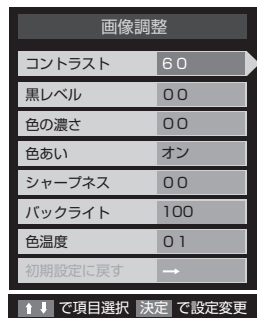 画像調整
コントラスト 60
黒レベル 00
色の濃さ 00
色あい オン
シャープネス 00
バックライト 100
色温度 01
初期設定に戻す →
⬆⬇ で項目選択 決定 で設定変更